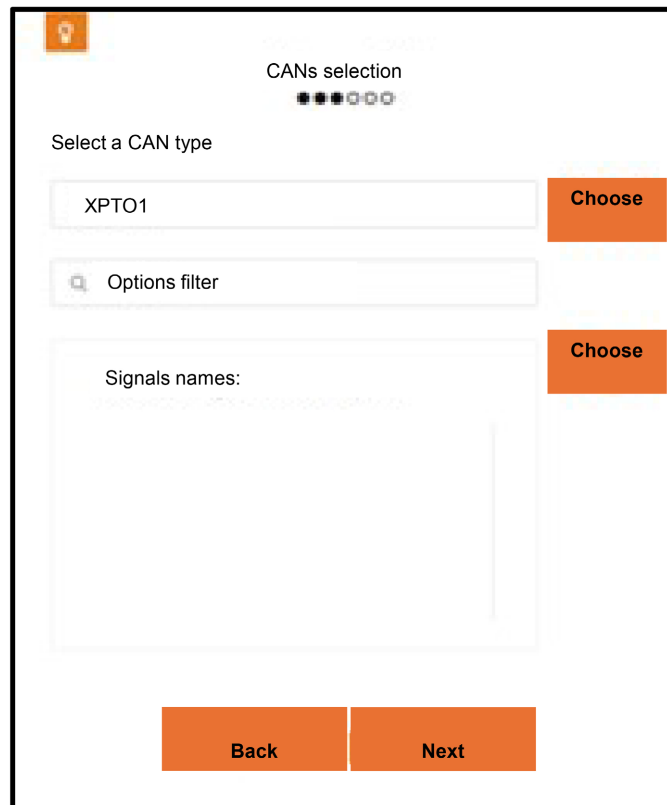 CANs selection
Select a CAN type
XPTO1
Choose
Options filter
Choose
Signals names:
Back
Next